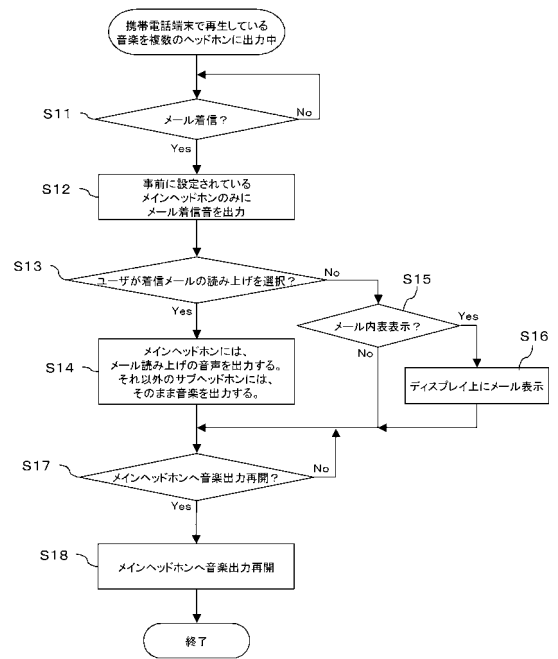 携帯電話端末で再生している
音楽を複数のヘッドホンに出力中
S11
メール着信？
No
Yes
S12
事前に設定されている
メインヘッドホンのみに
メール着信音を出力
S13
ユーザが着信メールの読み上げを選択？
No
Yes
S15
メール内表表示？
Yes
No
S14
メインヘッドホンには、
メール読み上げの音声を出力する。
それ以外のサブヘッドホンには、
そのまま音楽を出力する。
S16
ディスプレイ上にメール表示
S17
メインヘッドホンへ音楽出力再開？
No
Yes
S18
メインヘッドホンへ音楽出力再開
終了